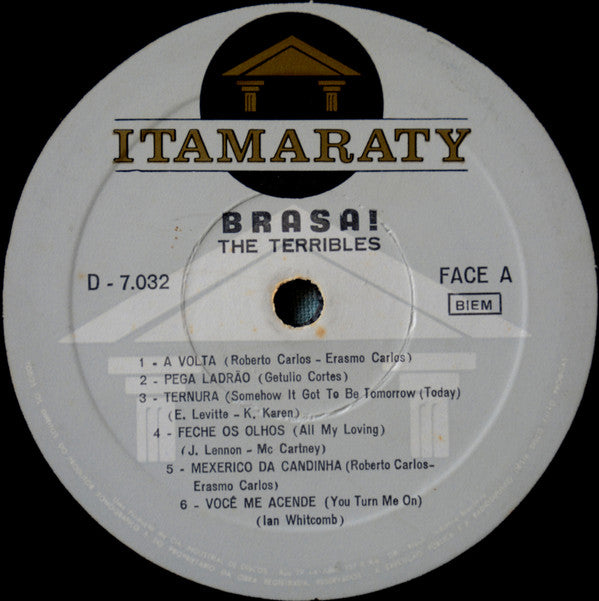 ITAMARATY
BRASA!
THE TERRIBLES
D - 7.032
FACE A
BIEM
1 - A VOLTA (Roberto Carlos - Erasmo Carlos)
2 - PEGA LADRÃO (Getulio Cortes)
3 - TERNURA (Somehow It Got To Be Tomorrow (Today)
(E. Levitte - K. Karen)
4 - FECHE OS OLHOS (All My Loving)
(J. Lennon - Mc Cartney)
5 - MEXERICO DA CANDINHA (Roberto Carlos-
Erasmo Carlos)
6 - VOCÊ ME ACENDE (You Turn Me On)
(Ian Whitcomb)